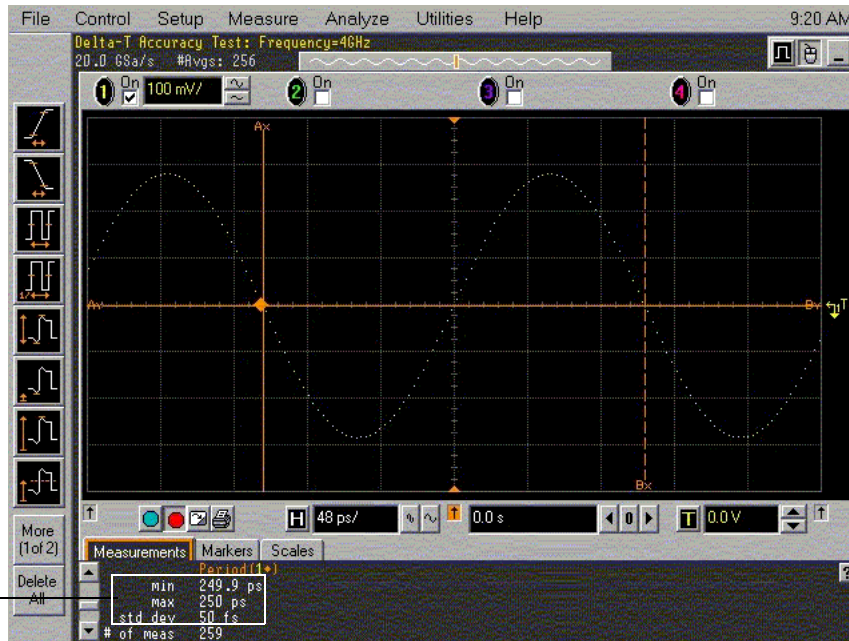 File Control Setup Measure Analyze Utilities Help 9:20 AM
Delta-T Accuracy Test: Frequency=4GHz
20.0 GSa/s #Avgs: 256
1 On 100 mV/ 2 On 3 On 4 On
Ax
Ay
By
T
Bx
H 48 ps/ 0.0 s 0 T 0.0 V
More
(1of 2)
Delete
All
Measurements Markers Scales
Period(1♦)
min 249.9 ps
max 250 ps
std dev 50 fs
# of meas 259
?
1/